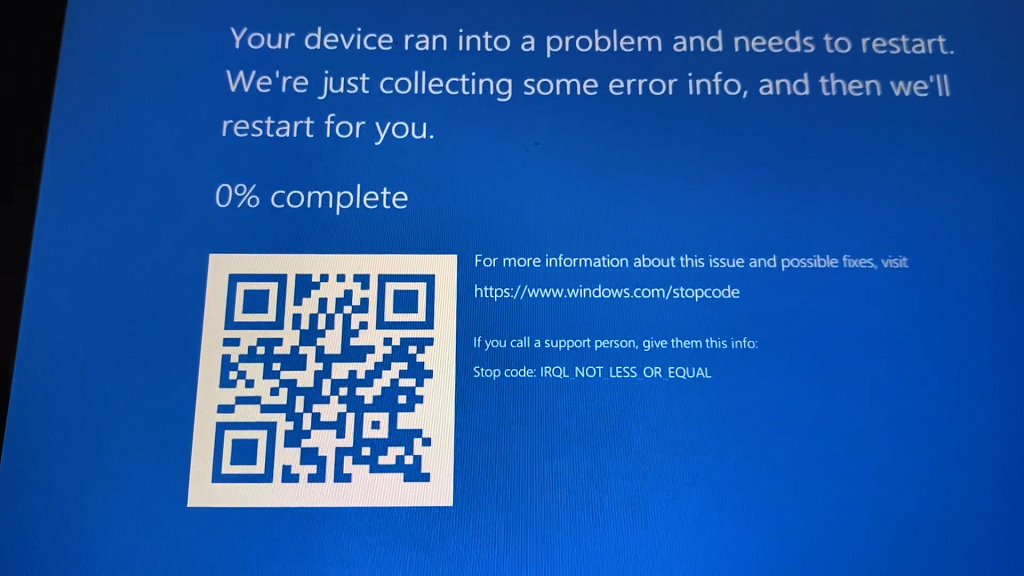 Your device ran into a problem and needs to restart.
We're just collecting some error info, and then we'll
restart for you.
0% complete
For more information about this issue and possible fixes, visit
https://www.windows.com/stopcode
If you call a support person, give them this info:
Stop code: IRQL_NOT_LESS_OR_EQUAL